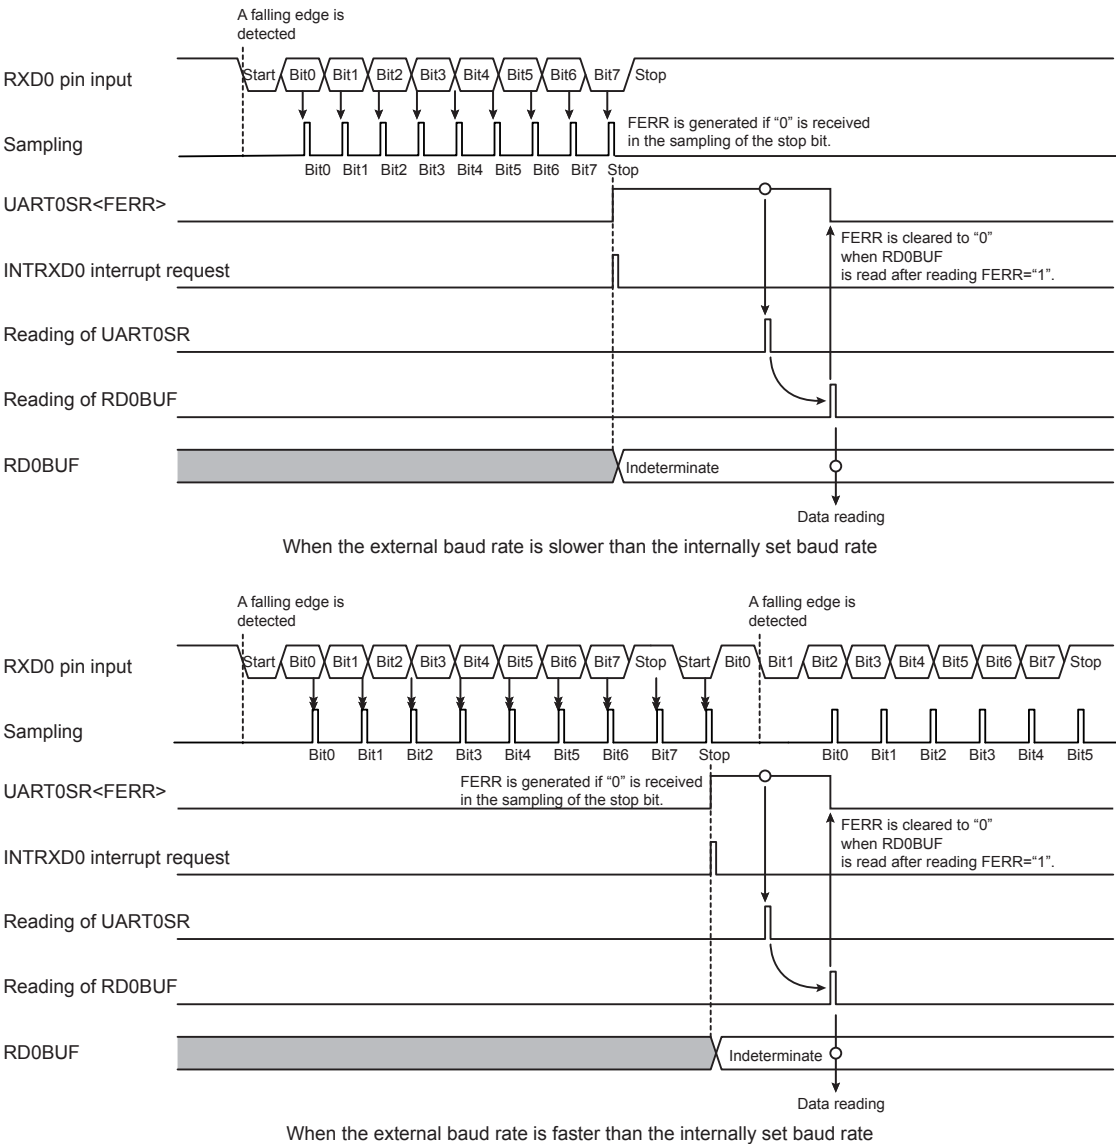 A falling edge is
detected
RXD0 pin input
Start Bit0 Bit1 Bit2 Bit3 Bit4 Bit5 Bit6 Bit7 Stop
FERR is generated if “0” is received
in the sampling of the stop bit.
Sampling
Bit0 Bit1 Bit2 Bit3 Bit4 Bit5 Bit6 Bit7 Stop
UART0SR<FERR>
FERR is cleared to “0”
when RD0BUF
is read after reading FERR=“1”.
INTRXD0 interrupt request
Reading of UART0SR
Reading of RD0BUF
RD0BUF
Indeterminate
Data reading
When the external baud rate is slower than the internally set baud rate
A falling edge is
detected
A falling edge is
detected
RXD0 pin input
Start Bit0 Bit1 Bit2 Bit3 Bit4 Bit5 Bit6 Bit7 Stop Start Bit0 Bit1 Bit2 Bit3 Bit4 Bit5 Bit6 Bit7 Stop
Sampling
Bit0 Bit1 Bit2 Bit3 Bit4 Bit5 Bit6 Bit7 Stop Bit0 Bit1 Bit2 Bit3 Bit4 Bit5
FERR is generated if “0” is received
in the sampling of the stop bit.
UART0SR<FERR>
FERR is cleared to “0”
when RD0BUF
is read after reading FERR=“1”.
INTRXD0 interrupt request
Reading of UART0SR
Reading of RD0BUF
RD0BUF
Indeterminate
Data reading
When the external baud rate is faster than the internally set baud rate